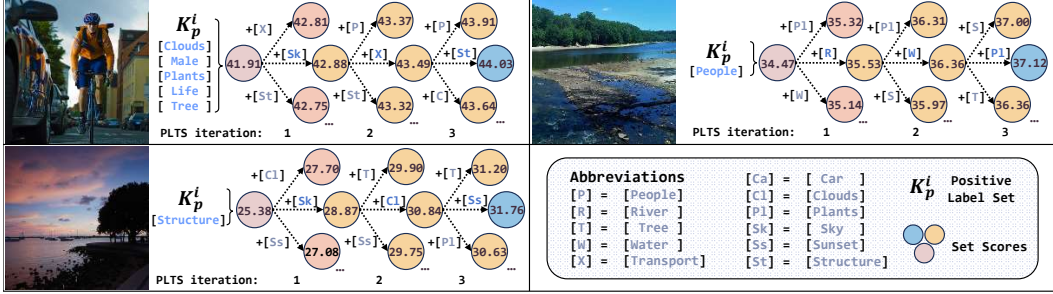 K_p^i
[Clouds]
[ Male ]
[Plants]
[ Life ]
[ Tree ]
41.91
+[X] 42.81 +[P] 43.37 +[P] 43.91
+[Sk] 42.88 +[X] 43.49 +[St] 44.03
+[St] 42.75 +[St] 43.32 +[C] 43.64
... ... ...
PLTS iteration: 1 2 3
K_p^i
[People]
34.47
+[Pl] 35.32 +[Pl] 36.31 +[S] 37.00
+[R] 35.53 +[W] 36.36 +[Pl] 37.12
+[W] 35.14 +[S] 35.97 +[T] 36.36
... ... ...
PLTS iteration: 1 2 3
K_p^i
[Structure]
25.38
+[Cl] 27.70 +[T] 29.90 +[T] 31.20
+[Sk] 28.87 +[Cl] 30.84 +[Ss] 31.76
+[Ss] 27.08 +[Ss] 29.75 +[Pl] 30.63
... ... ...
PLTS iteration: 1 2 3
Abbreviations
[P] = [People]
[R] = [River ]
[T] = [ Tree ]
[W] = [Water ]
[X] = [Transport]
[Ca] = [ Car ]
[Cl] = [Clouds]
[Pl] = [Plants]
[Sk] = [ Sky ]
[Ss] = [Sunset]
[St] = [Structure]
K_p^i Positive
Label Set
Set Scores